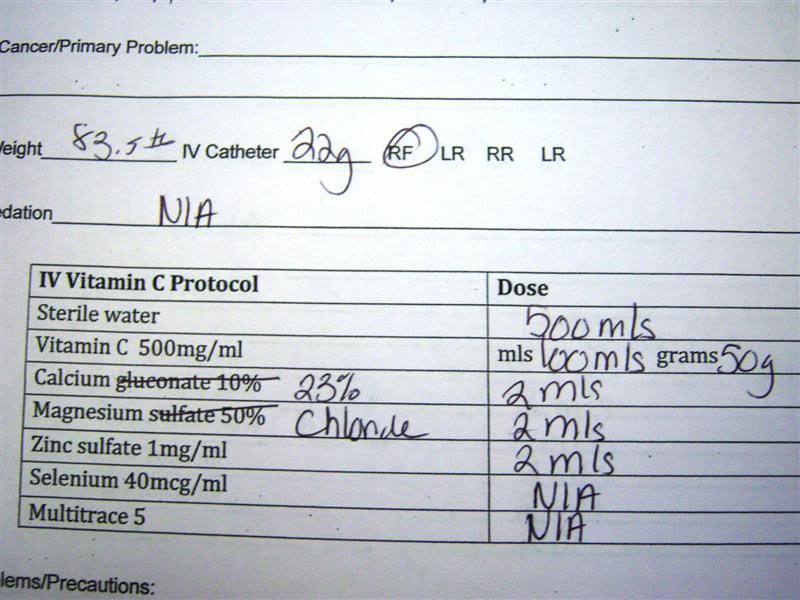 Cancer/Primary Problem:
eight 83.5 # IV Catheter 22g RF LR RR LR
edation N/A
IV Vitamin C Protocol Dose
Sterile water 500 mls
Vitamin C 500mg/ml mls 100 mls grams 50g
Calcium gluconate 10% 23% 2 mls
Magnesium sulfate 50% Chloride 2 mls
Zinc sulfate 1mg/ml 2 mls
Selenium 40mcg/ml N/A
Multitrace 5 N/A
lems/Precautions: